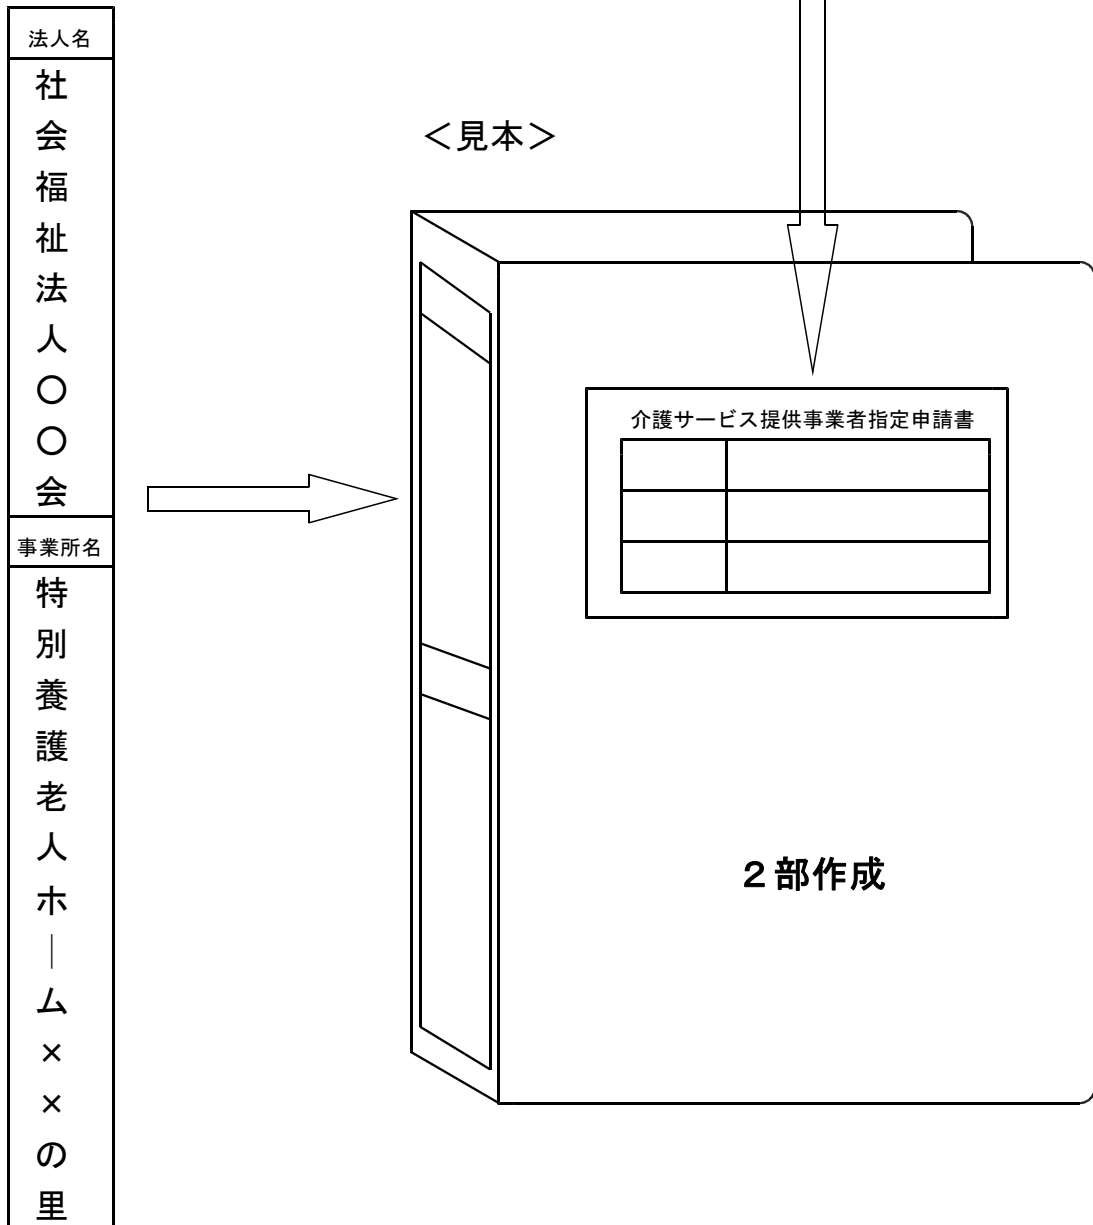 法人名
社会福祉法人〇〇会
事業所名
特別養護老人ホーム××の里
＜見本＞
介護サービス提供事業者指定申請書
２部作成